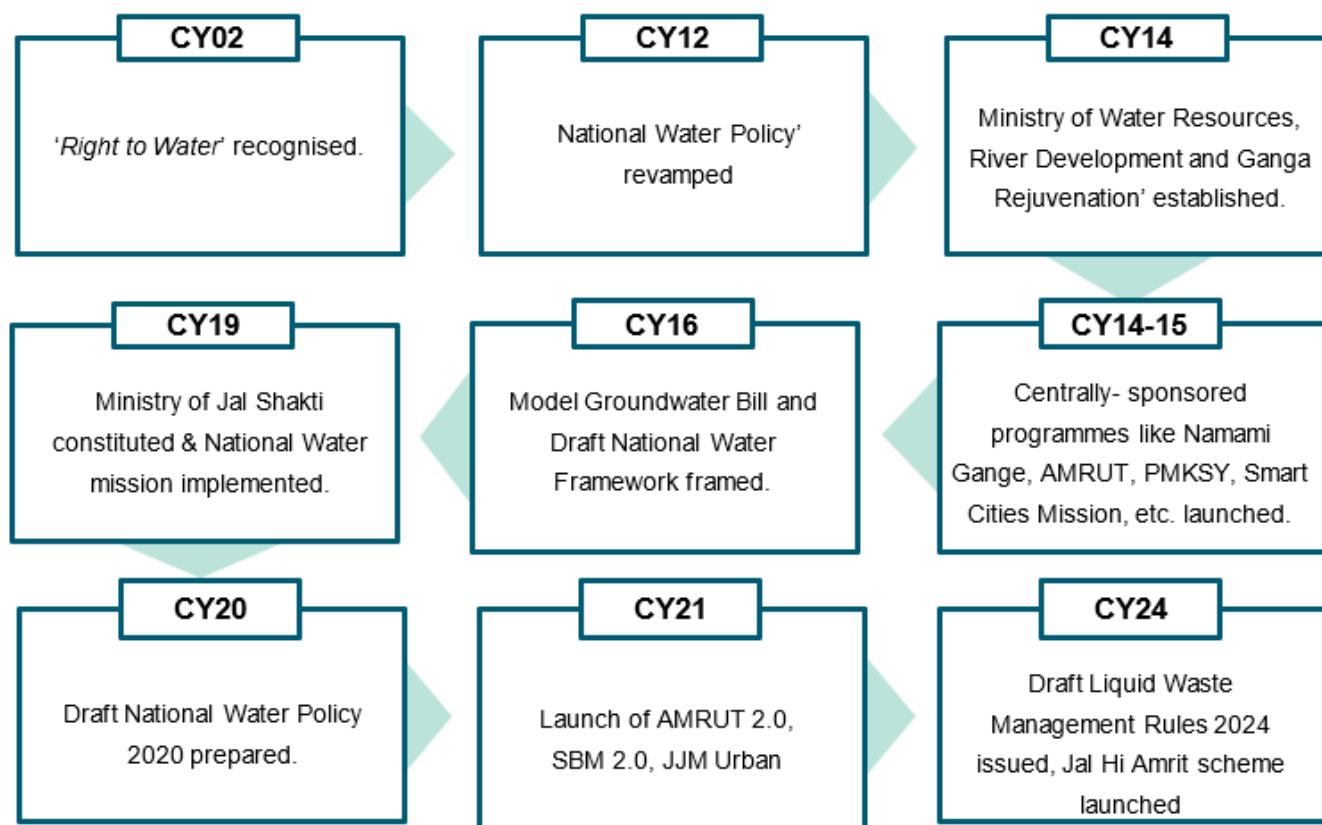 CY02
'Right to Water' recognised.
CY12
National Water Policy'
revamped
CY14
Ministry of Water Resources,
River Development and Ganga
Rejuvenation' established.
CY14-15
Centrally- sponsored
programmes like Namami
Gange, AMRUT, PMKSY, Smart
Cities Mission, etc. launched.
CY16
Model Groundwater Bill and
Draft National Water
Framework framed.
CY19
Ministry of Jal Shakti
constituted & National Water
mission implemented.
CY20
Draft National Water Policy
2020 prepared.
CY21
Launch of AMRUT 2.0,
SBM 2.0, JJM Urban
CY24
Draft Liquid Waste
Management Rules 2024
issued, Jal Hi Amrit scheme
launched